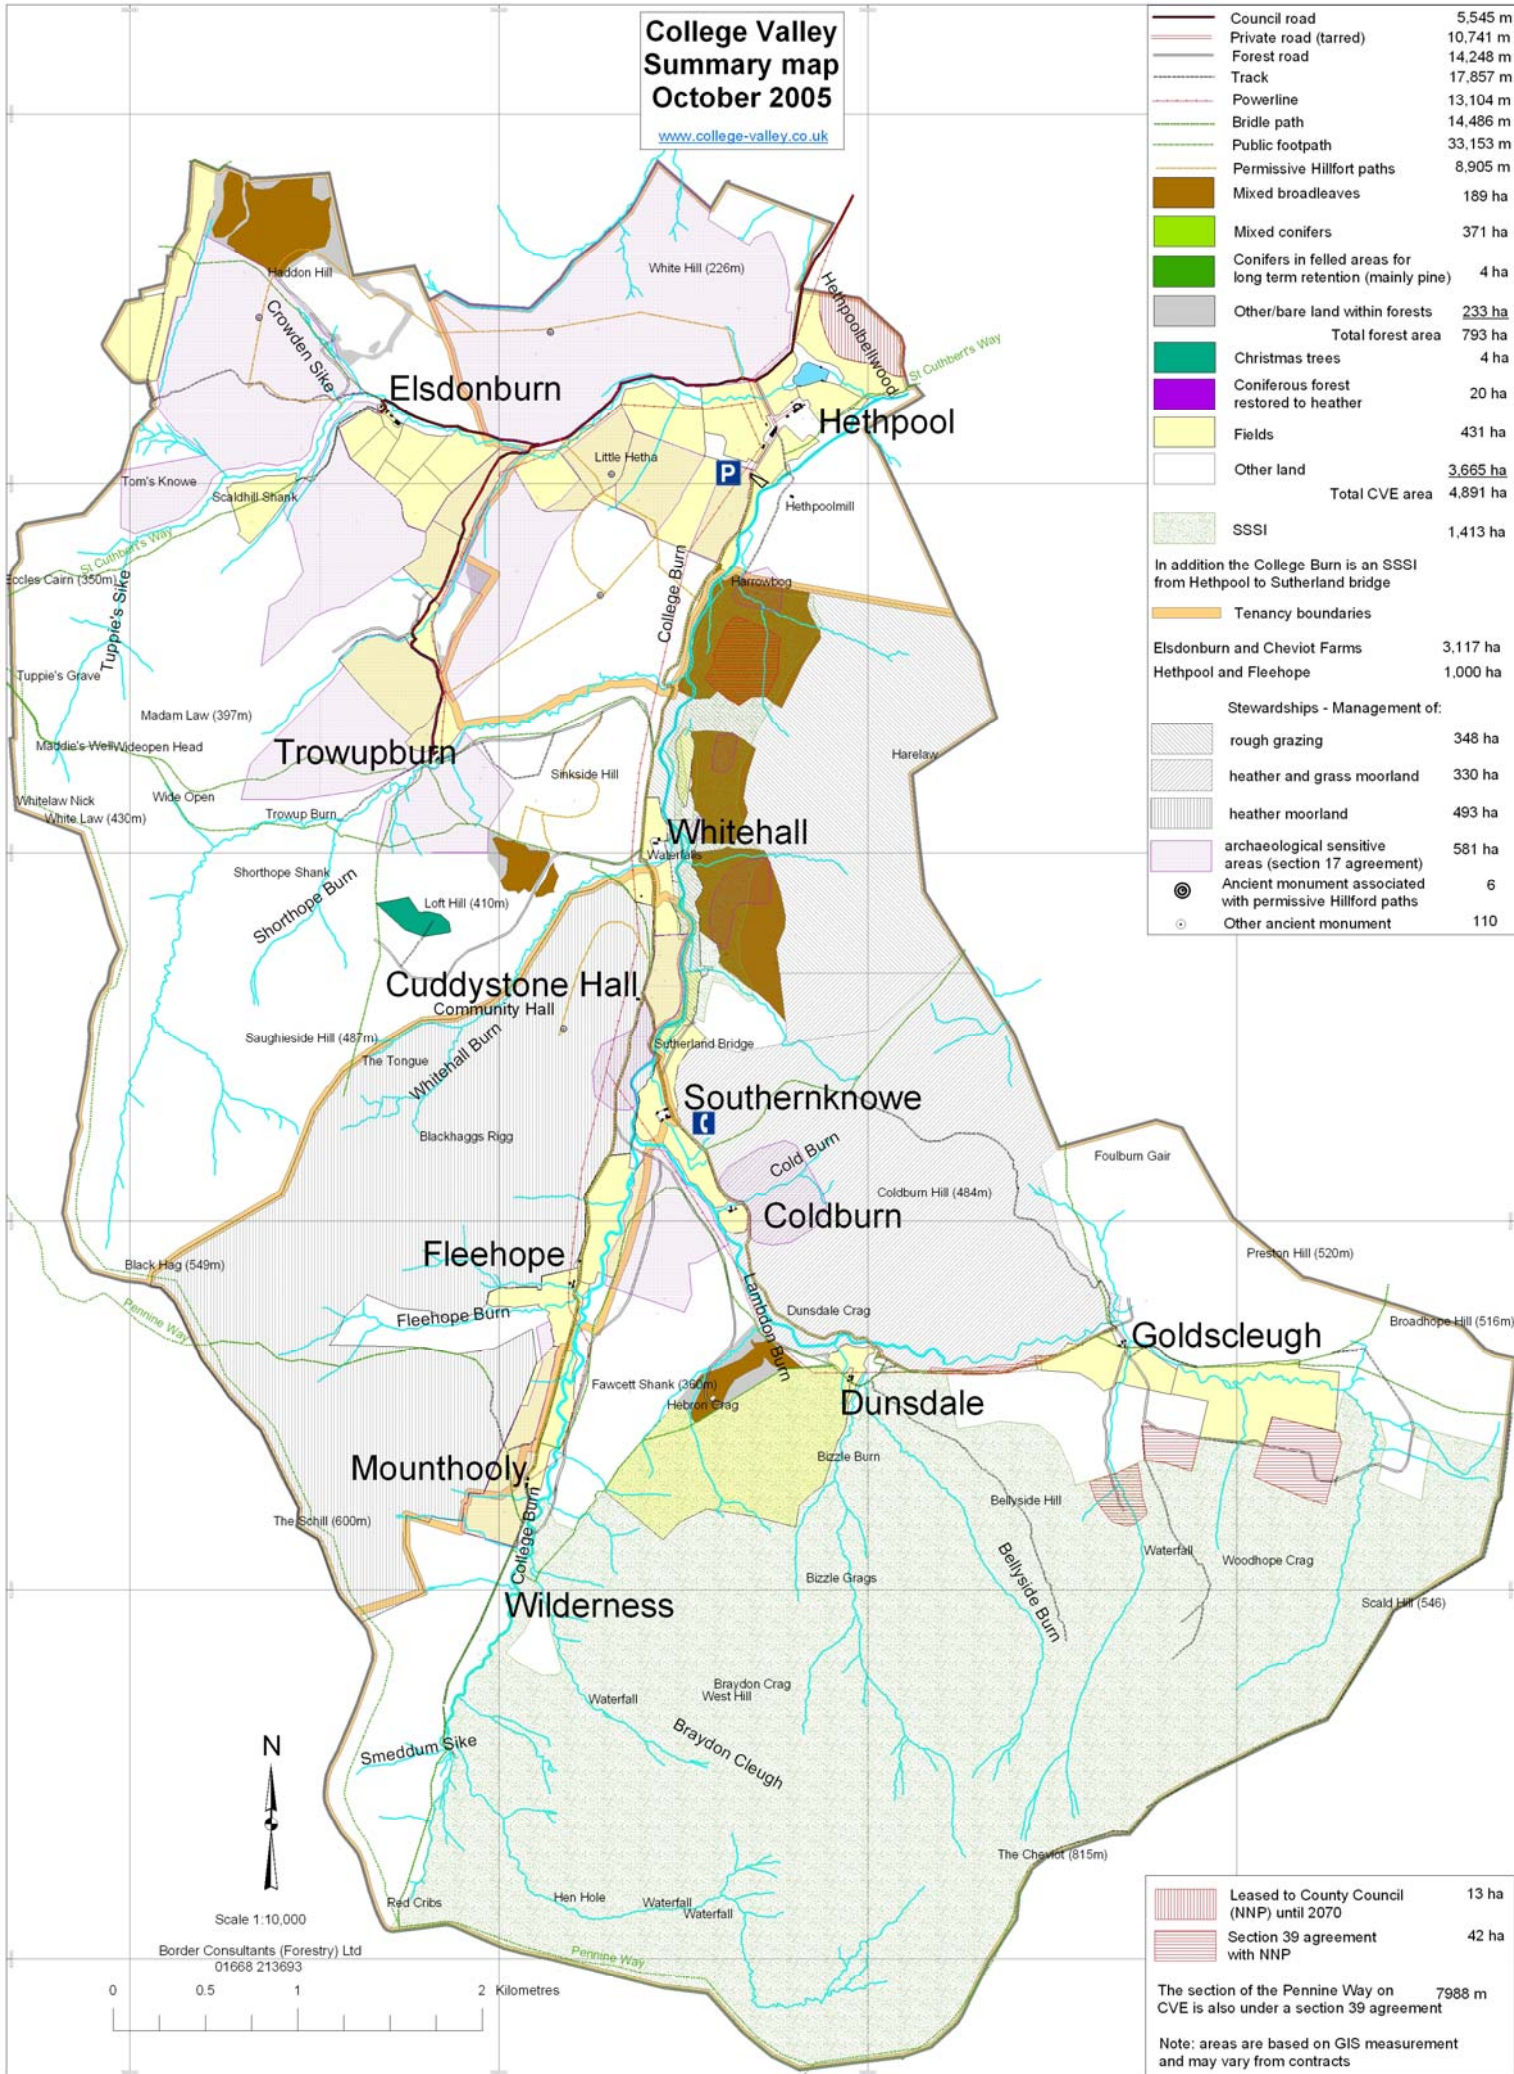 College Valley
Summary map
October 2005
www.college-valley.co.uk
Council road 5,545 m
Private road (tarred) 10,741 m
Forest road 14,248 m
Track 17,857 m
Powerline 13,104 m
Bridle path 14,486 m
Public footpath 33,153 m
Permissive Hillfort paths 8,905 m
Mixed broadleaves 189 ha
Mixed conifers 371 ha
Conifers in felled areas for
long term retention (mainly pine) 4 ha
Other/bare land within forests 233 ha
Total forest area 793 ha
Christmas trees 4 ha
Coniferous forest
restored to heather 20 ha
Fields 431 ha
Other land 3,665 ha
Total CVE area 4,891 ha
SSSI 1,413 ha
In addition the College Burn is an SSSI
from Hethpool to Sutherland bridge
Tenancy boundaries
Elsdonburn and Cheviot Farms 3,117 ha
Hethpool and Fleehope 1,000 ha
Stewardships - Management of:
rough grazing 348 ha
heather and grass moorland 330 ha
heather moorland 493 ha
archaeological sensitive
areas (section 17 agreement) 581 ha
Ancient monument associated 6
with permissive Hillford paths
Other ancient monument 110
White Hill (226m)
Haddon Hill
Hethpoolbellwood
Crowden Sike
St Cuthbert's Way
Elsdonburn
Hethpool
Little Hetha
P
Tom's Knowe
Scaldhill Shank
Hethpoolmill
St Cuthbert's Way
Eccles Cairn (350m)
Tuppie's Sike
College Burn
Harrowbog
Tuppie's Grave
Madam Law (397m)
Maddie's Well
Wideopen Head
Trowupburn
Harelaw
Sinkside Hill
Whitelaw Nick
Wide Open
White Law (430m)
Trowup Burn
Whitehall
Waterfalls
Shorthope Shank
Shorthope Burn
Loft Hill (410m)
Cuddystone Hall
Community Hall
Saughieside Hill (487m)
The Tongue
Whitehall Burn
Sutherland Bridge
Southernknowe
Blackhaggs Rigg
Cold Burn
Foulburn Gair
Coldburn Hill (484m)
Coldburn
Fleehope
Black Hag (549m)
Preston Hill (520m)
Pennine Way
Fleehope Burn
Lambdon Burn
Dunsdale Crag
Broadhope Hill (516m)
Goldscleugh
Fawcett Shank (360m)
Hebron Crag
Dunsdale
Mounthooly
Bizzle Burn
Bellyside Hill
The Schill (600m)
College Burn
Bellyside Burn
Waterfall
Woodhope Crag
Bizzle Grags
Wilderness
Scald Hill (546)
Braydon Crag
West Hill
Waterfall
Braydon Cleugh
Smeddum Sike
N
The Cheviot (815m)
Red Cribs
Hen Hole
Waterfall
Waterfall
Pennine Way
Scale 1:10,000
Border Consultants (Forestry) Ltd
01668 213693
0 0.5 1 2 Kilometres
Leased to County Council 13 ha
(NNP) until 2070
Section 39 agreement 42 ha
with NNP
The section of the Pennine Way on 7988 m
CVE is also under a section 39 agreement
Note: areas are based on GIS measurement
and may vary from contracts